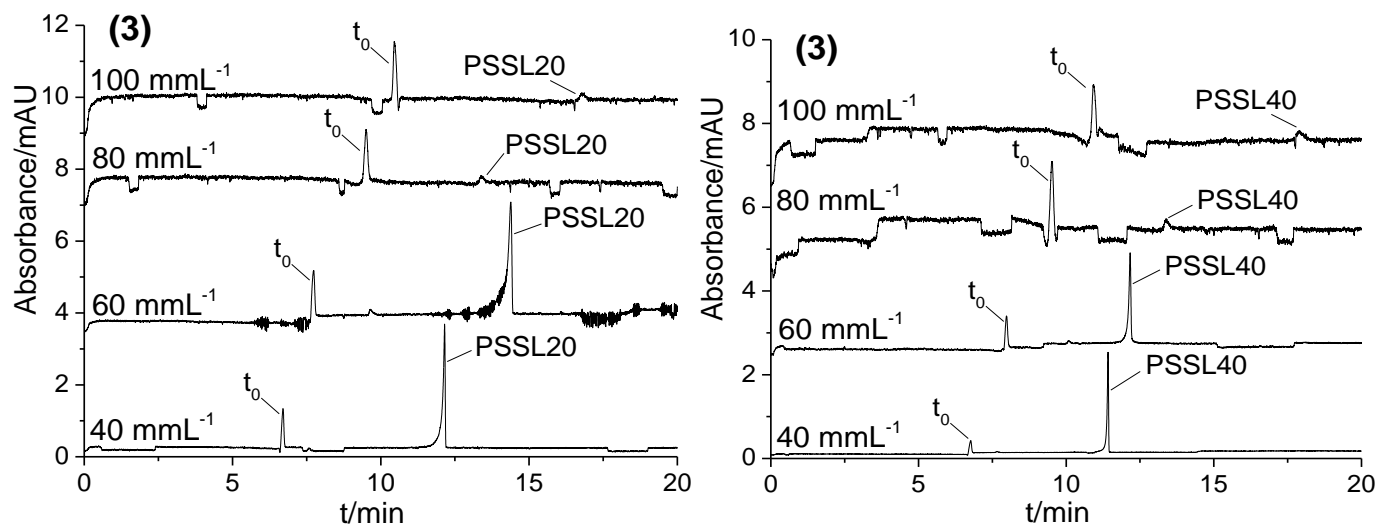 (3)
12
10
8
6
4
2
0
Absorbance/mAU
100 mmL⁻¹
t₀
PSSL20
80 mmL⁻¹
t₀
PSSL20
60 mmL⁻¹
t₀
PSSL20
40 mmL⁻¹
t₀
PSSL20
0 5 10 15 20
t/min
(3)
10
8
6
4
2
0
Absorbance/mAU
100 mmL⁻¹
t₀
PSSL40
80 mmL⁻¹
t₀
PSSL40
60 mmL⁻¹
t₀
PSSL40
40 mmL⁻¹
t₀
PSSL40
0 5 10 15 20
t/min